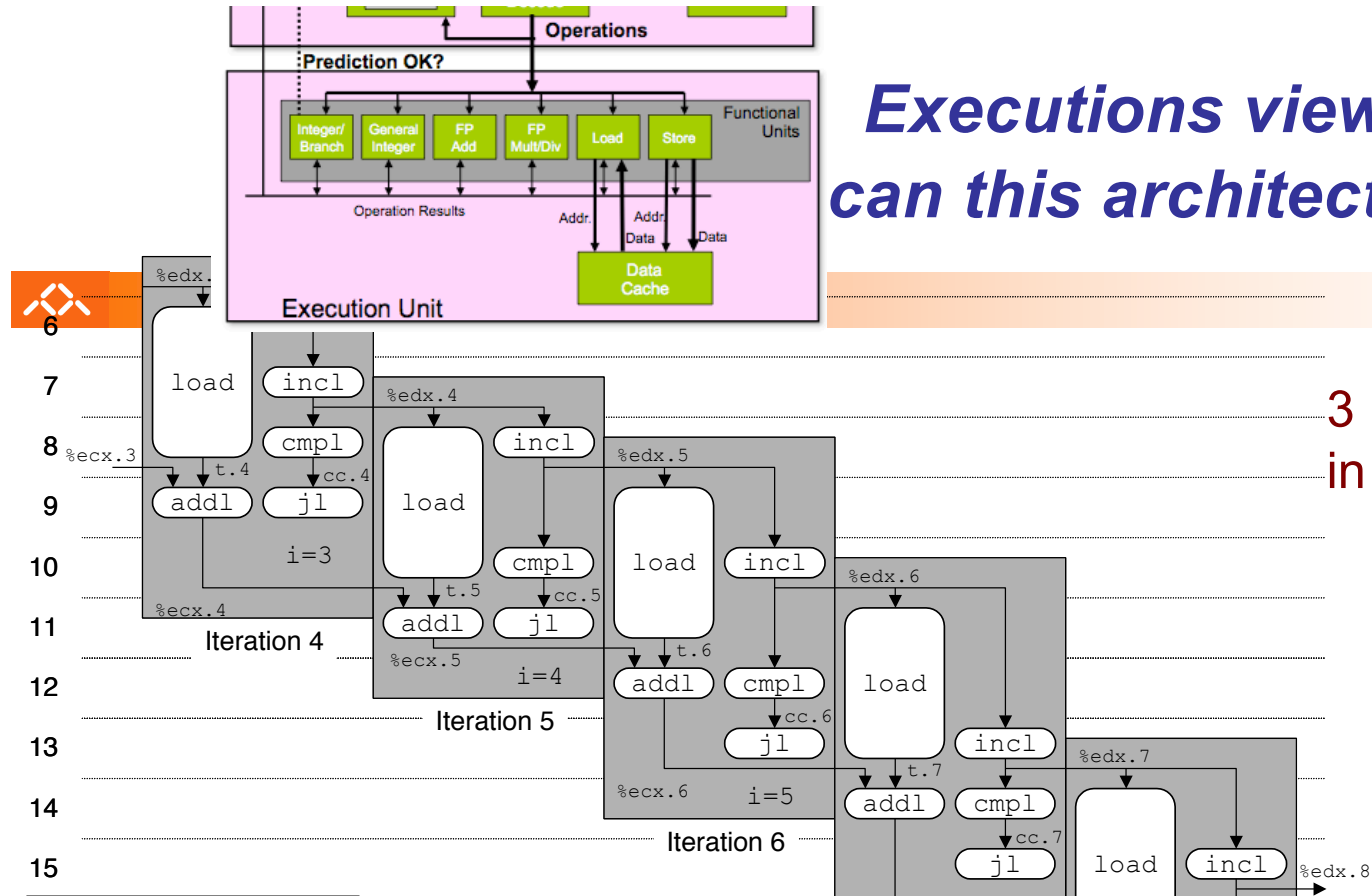 Operations
Prediction OK?
Functional
Units
Integer/
Branch
General
Integer
FP
Add
FP
Mult/Div
Load
Store
Operation Results
Addr.
Addr.
Data
Data
Data
Cache
Execution Unit
Executions view
can this architect
3
in
6
%edx.
7
load
incl
%edx.4
8
%ecx.3
cmpl
incl
%edx.5
t.4
cc.4
9
addl
jl
load
i=3
10
cmpl
load
incl
%edx.6
%ecx.4
t.5
cc.5
11
addl
jl
Iteration 4
%ecx.5
t.6
12
i=4
addl
cmpl
load
Iteration 5
cc.6
13
jl
incl
%edx.7
t.7
%ecx.6
i=5
14
addl
cmpl
Iteration 6
cc.7
15
jl
load
incl
%edx.8